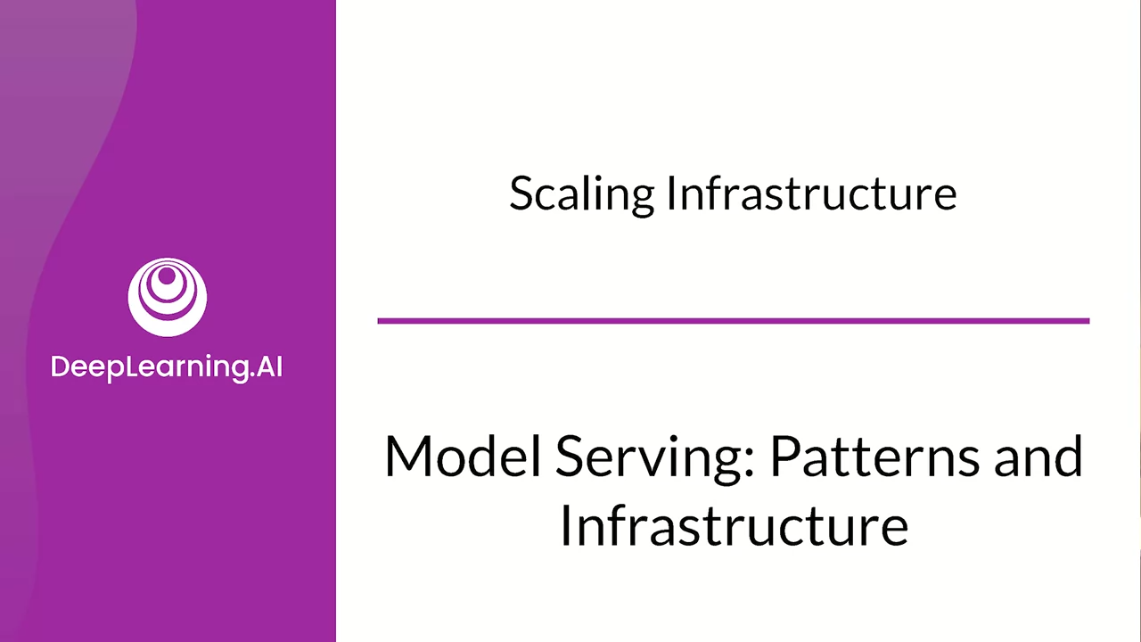 DeepLearning.AI
Scaling Infrastructure
Model Serving: Patterns and
Infrastructure